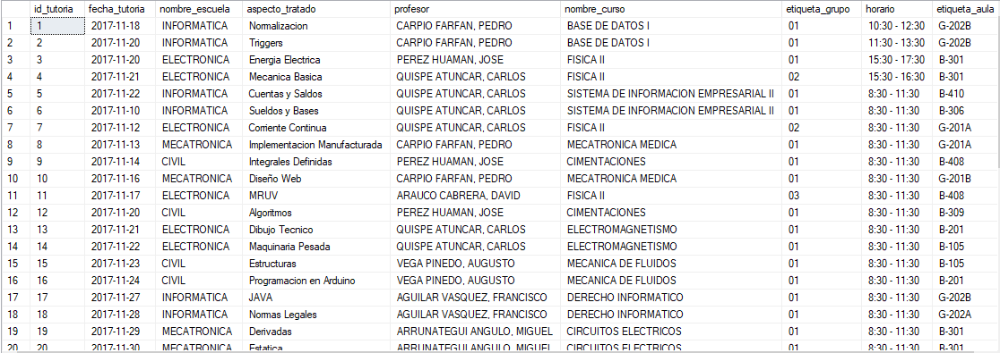 id_tutoria fecha_tutoria nombre_escuela aspecto_tratado profesor nombre_curso etiqueta_grupo horario etiqueta_aula
1 1 2017-11-18 INFORMATICA Normalizacion CARPIO FARFAN, PEDRO BASE DE DATOS I 01 10:30 - 12:30 G-202B
2 2 2017-11-20 INFORMATICA Triggers CARPIO FARFAN, PEDRO BASE DE DATOS I 01 11:30 - 13:30 G-202B
3 3 2017-11-20 ELECTRONICA Energia Electrica PEREZ HUAMAN, JOSE FISICA II 01 15:30 - 17:30 B-301
4 4 2017-11-21 ELECTRONICA Mecanica Basica QUISPE ATUNCAR, CARLOS FISICA II 02 15:30 - 16:30 B-301
5 5 2017-11-22 INFORMATICA Cuentas y Saldos QUISPE ATUNCAR, CARLOS SISTEMA DE INFORMACION EMPRESARIAL II 01 8:30 - 11:30 B-410
6 6 2017-11-10 INFORMATICA Sueldos y Bases QUISPE ATUNCAR, CARLOS SISTEMA DE INFORMACION EMPRESARIAL II 01 8:30 - 11:30 B-306
7 7 2017-11-12 ELECTRONICA Corriente Continua QUISPE ATUNCAR, CARLOS FISICA II 02 8:30 - 11:30 G-201A
8 8 2017-11-13 MECATRONICA Implementacion Manufacturada CARPIO FARFAN, PEDRO MECATRONICA MEDICA 01 8:30 - 11:30 G-201A
9 9 2017-11-14 CIVIL Integrales Definidas PEREZ HUAMAN, JOSE CIMENTACIONES 01 8:30 - 11:30 B-408
10 10 2017-11-16 MECATRONICA Diseño Web CARPIO FARFAN, PEDRO MECATRONICA MEDICA 01 8:30 - 11:30 G-201B
11 11 2017-11-17 ELECTRONICA MRUV ARAUCO CABRERA, DAVID FISICA II 03 8:30 - 11:30 B-408
12 12 2017-11-20 CIVIL Algoritmos PEREZ HUAMAN, JOSE CIMENTACIONES 01 8:30 - 11:30 B-309
13 13 2017-11-21 ELECTRONICA Dibujo Tecnico QUISPE ATUNCAR, CARLOS ELECTROMAGNETISMO 01 8:30 - 11:30 B-201
14 14 2017-11-22 ELECTRONICA Maquinaria Pesada QUISPE ATUNCAR, CARLOS ELECTROMAGNETISMO 01 8:30 - 11:30 B-105
15 15 2017-11-23 CIVIL Estructuras VEGA PINEDO, AUGUSTO MECANICA DE FLUIDOS 01 8:30 - 11:30 B-105
16 16 2017-11-24 CIVIL Programacion en Arduino VEGA PINEDO, AUGUSTO MECANICA DE FLUIDOS 01 8:30 - 11:30 B-201
17 17 2017-11-27 INFORMATICA JAVA AGUILAR VASQUEZ, FRANCISCO DERECHO INFORMATICO 01 8:30 - 11:30 G-202B
18 18 2017-11-28 INFORMATICA Normas Legales AGUILAR VASQUEZ, FRANCISCO DERECHO INFORMATICO 01 8:30 - 11:30 G-202A
19 19 2017-11-29 MECATRONICA Derivadas ARRUNATEGUI ANGULO, MIGUEL CIRCUITOS ELECTRICOS 01 8:30 - 11:30 B-301
20 20 2017-11-30 MECATRONICA Estatica ARRUNATEGUI ANGULO, MIGUEL CIRCUITOS ELECTRICOS 01 8:30 - 11:30 B-301